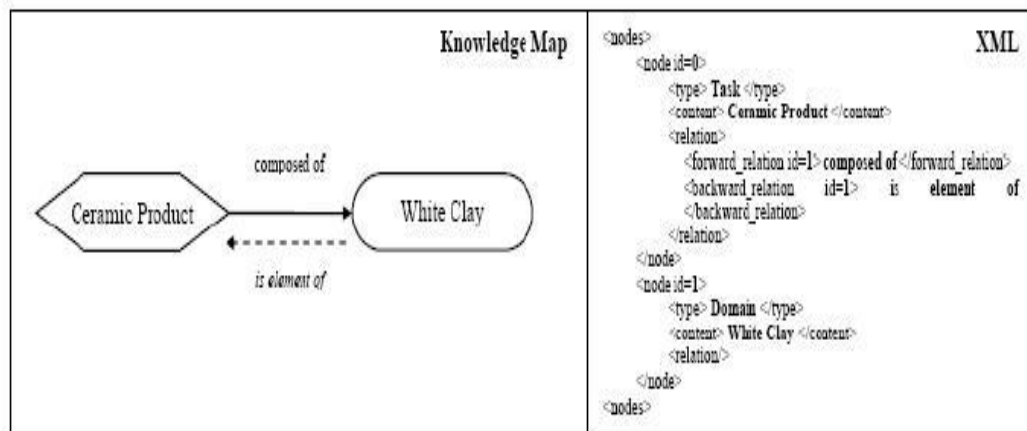 Knowledge Map
composed of
Ceramic Product
White Clay
is element of
XML
<nodes>
<node id=0>
<type> Task </type>
<content> Ceramic Product </content>
<relation>
<forward_relation id=1> composed of </forward_relation>
<backward_relation id=1> is element of
</backward_relation>
</relation>
</node>
<node id=1>
<type> Domain </type>
<content> White Clay </content>
<relation/>
</node>
<nodes>